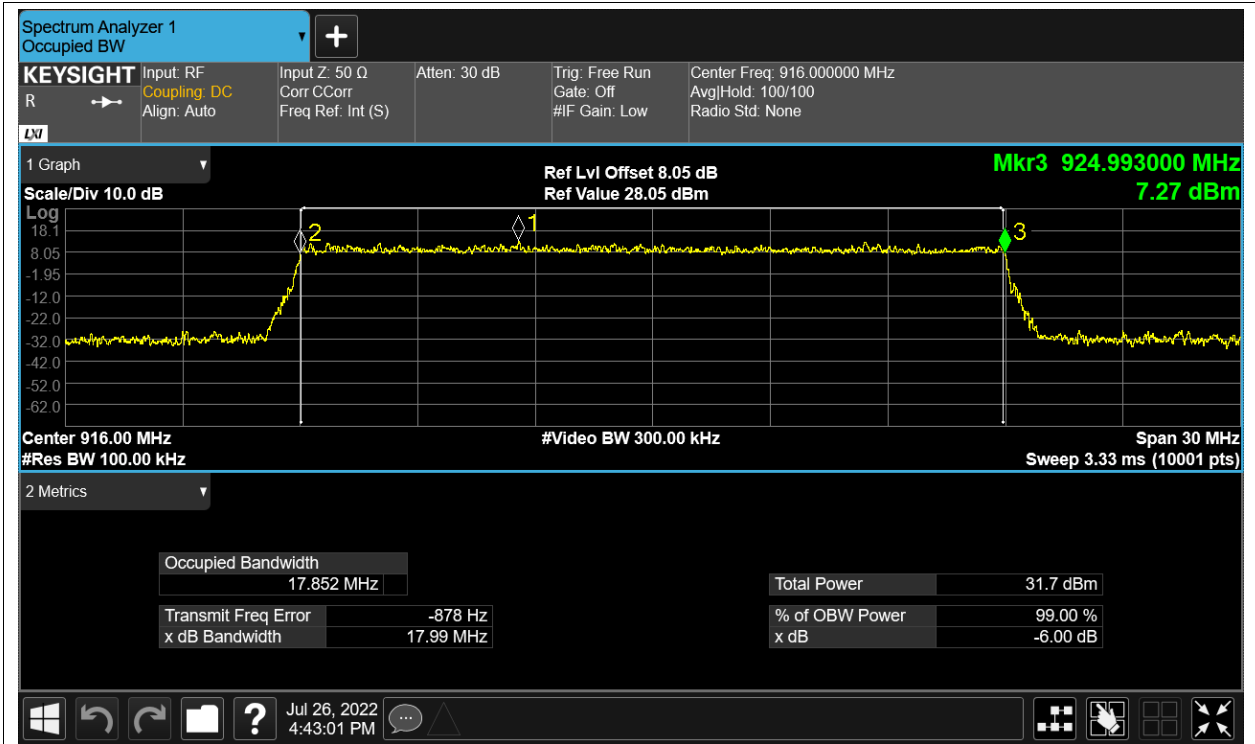 Spectrum Analyzer 1
Occupied BW
KEYSIGHT
R
LXI
Input: RF
Coupling: DC
Align: Auto
Input Z: 50 Ω
Corr CCorr
Freq Ref: Int (S)
Atten: 30 dB
Trig: Free Run
Gate: Off
#IF Gain: Low
Center Freq: 916.000000 MHz
Avg|Hold: 100/100
Radio Std: None
1 Graph
Scale/Div 10.0 dB
Ref Lvl Offset 8.05 dB
Ref Value 28.05 dBm
Mkr3 924.993000 MHz
7.27 dBm
Log
18.1
8.05
-1.95
-12.0
-22.0
-32.0
-42.0
-52.0
-62.0
2
1
3
Center 916.00 MHz
#Res BW 100.00 kHz
#Video BW 300.00 kHz
Span 30 MHz
Sweep 3.33 ms (10001 pts)
2 Metrics
Occupied Bandwidth
17.852 MHz
Transmit Freq Error -878 Hz
x dB Bandwidth 17.99 MHz
Total Power 31.7 dBm
% of OBW Power 99.00 %
x dB -6.00 dB
?
Jul 26, 2022
4:43:01 PM